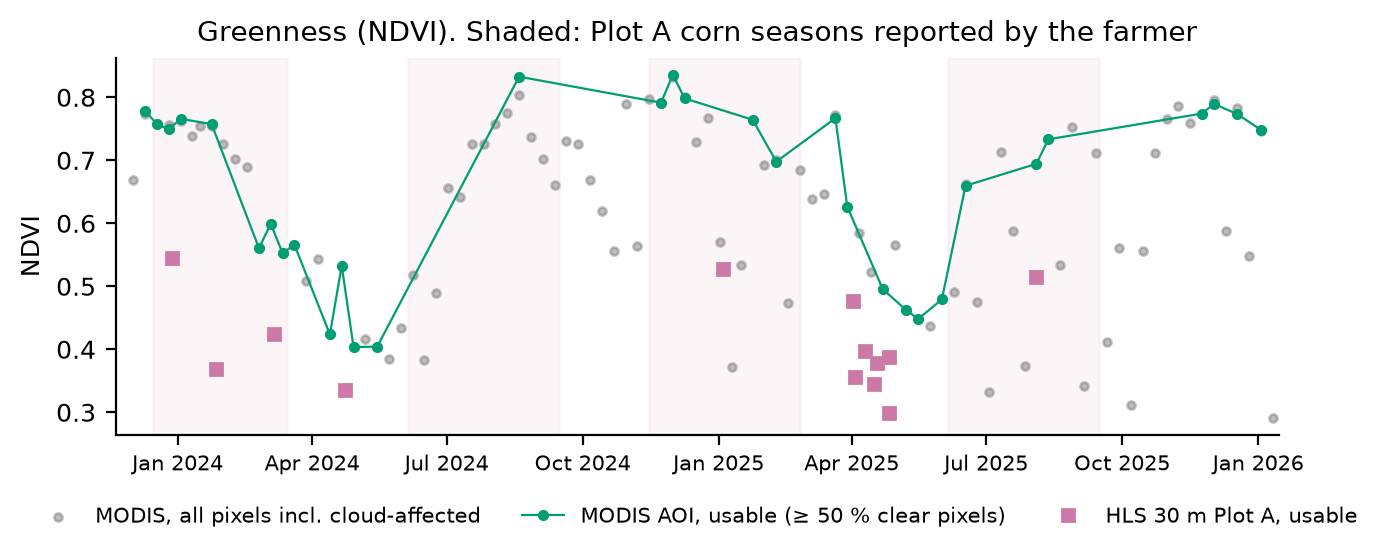 Greenness (NDVI). Shaded: Plot A corn seasons reported by the farmer
NDVI
0.8
0.7
0.6
0.5
0.4
0.3
Jan 2024 Apr 2024 Jul 2024 Oct 2024 Jan 2025 Apr 2025 Jul 2025 Oct 2025 Jan 2026
MODIS, all pixels incl. cloud-affected MODIS AOI, usable (≥ 50 % clear pixels) HLS 30 m Plot A, usable